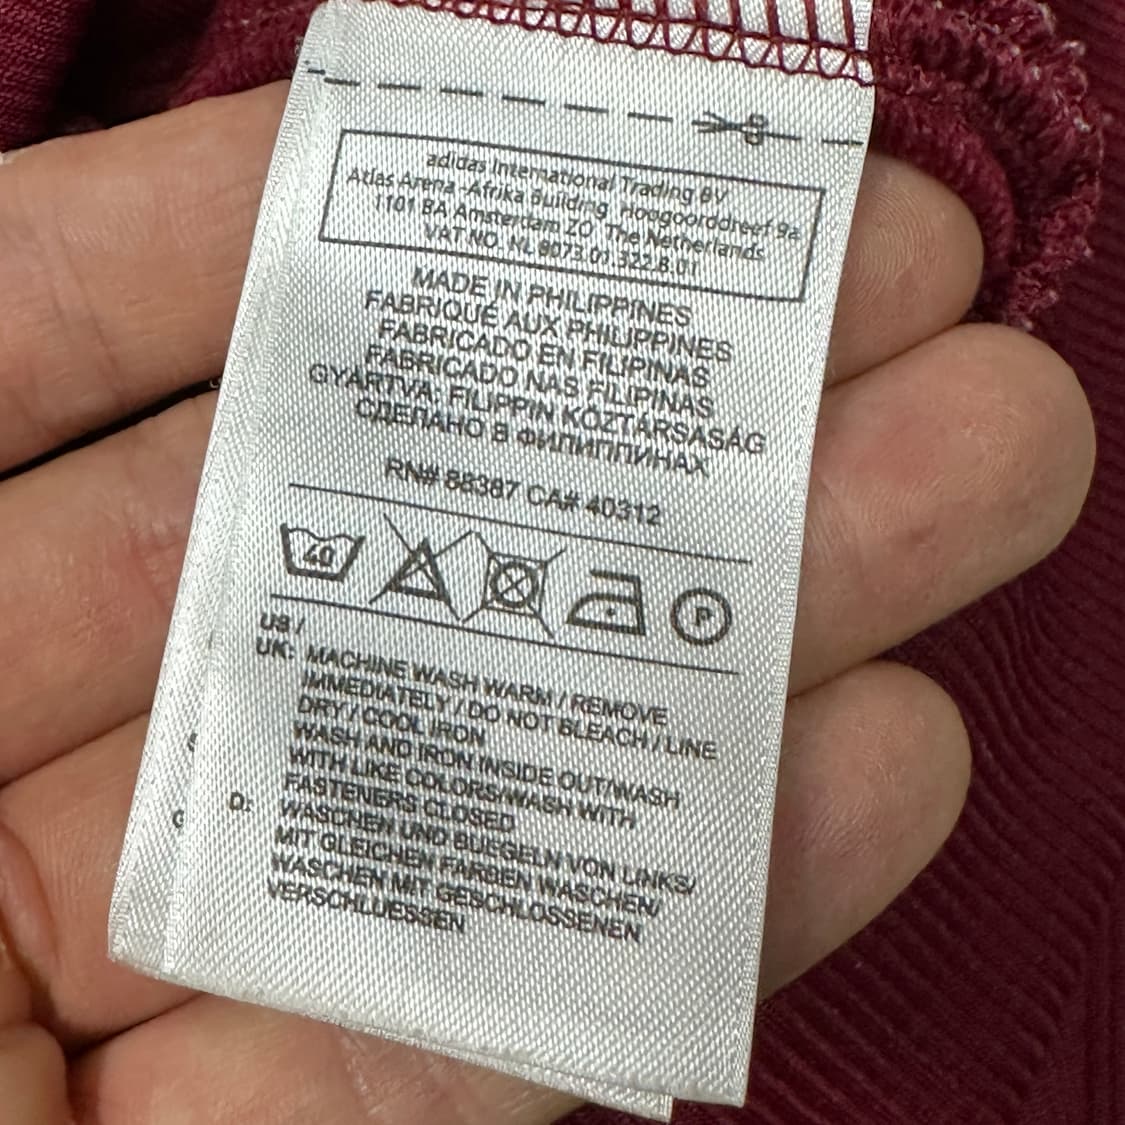 adidas International Trading BV
Atlas Arena -Afrika Building, Hoogoorddreef 9a
1101 BA Amsterdam ZO, The Netherlands
VAT NO. NL 8073.01.322.B.01
MADE IN PHILIPPINES
FABRIQUÉ AUX PHILIPPINES
FABRICADO EN FILIPINAS
FABRICADO NAS FILIPINAS
GYÁRTVA: FILIPPIN KÖZTÁRSASÁG
СДЕЛАНО В ФИЛИППИНАХ
RN# 88387 CA# 40312
40
P
US /
UK: MACHINE WASH WARM / REMOVE
IMMEDIATELY / DO NOT BLEACH / LINE
DRY / COOL IRON
WASH AND IRON INSIDE OUT/WASH
WITH LIKE COLORS/WASH WITH
FASTENERS CLOSED
D: WASCHEN UND BUEGELN VON LINKS/
MIT GLEICHEN FARBEN WASCHEN/
WASCHEN MIT GESCHLOSSENEN
VERSCHLUESSEN